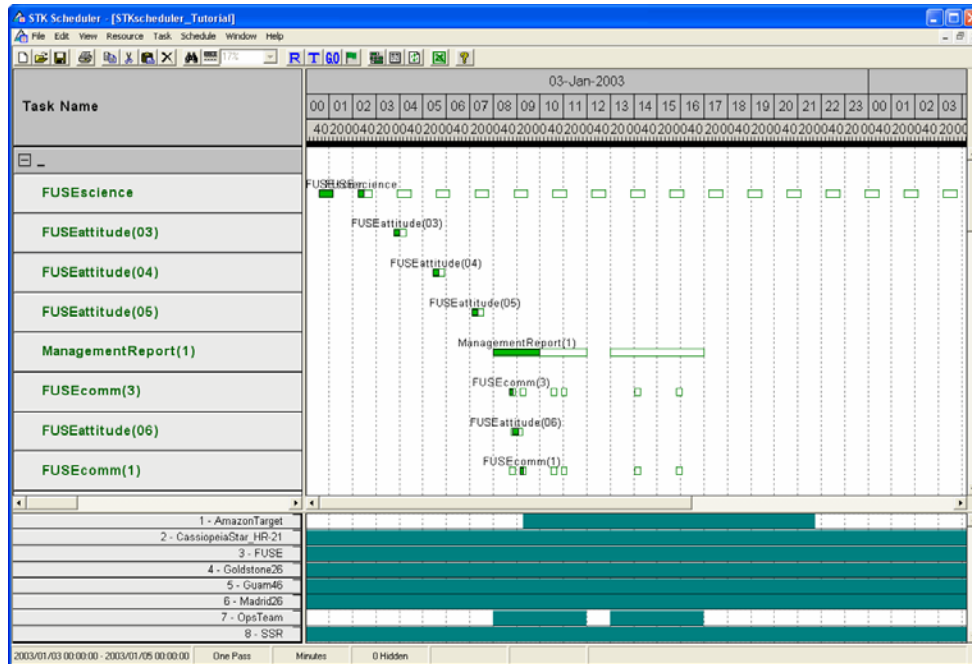 STK Scheduler - [STKscheduler_Tutorial]
File Edit View Resource Task Schedule Window Help
17%
R T GO
03-Jan-2003
Task Name
00 01 02 03 04 05 06 07 08 09 10 11 12 13 14 15 16 17 18 19 20 21 22 23 00 01 02 03
FUSEscience
FUSEattitude(03)
FUSEattitude(03)
FUSEattitude(04)
FUSEattitude(04)
FUSEattitude(05)
FUSEattitude(05)
ManagementReport(1)
ManagementReport(1)
FUSEcomm(3)
FUSEcomm(3)
FUSEattitude(06)
FUSEattitude(06)
FUSEcomm(1)
FUSEcomm(1)
1 - AmazonTarget
2 - CassiopeiaStar_HR-21
3 - FUSE
4 - Goldstone26
5 - Guam46
6 - Madrid26
7 - OpsTeam
8 - SSR
2003/01/03 00:00:00 - 2003/01/05 00:00:00 One Pass Minutes 0 Hidden